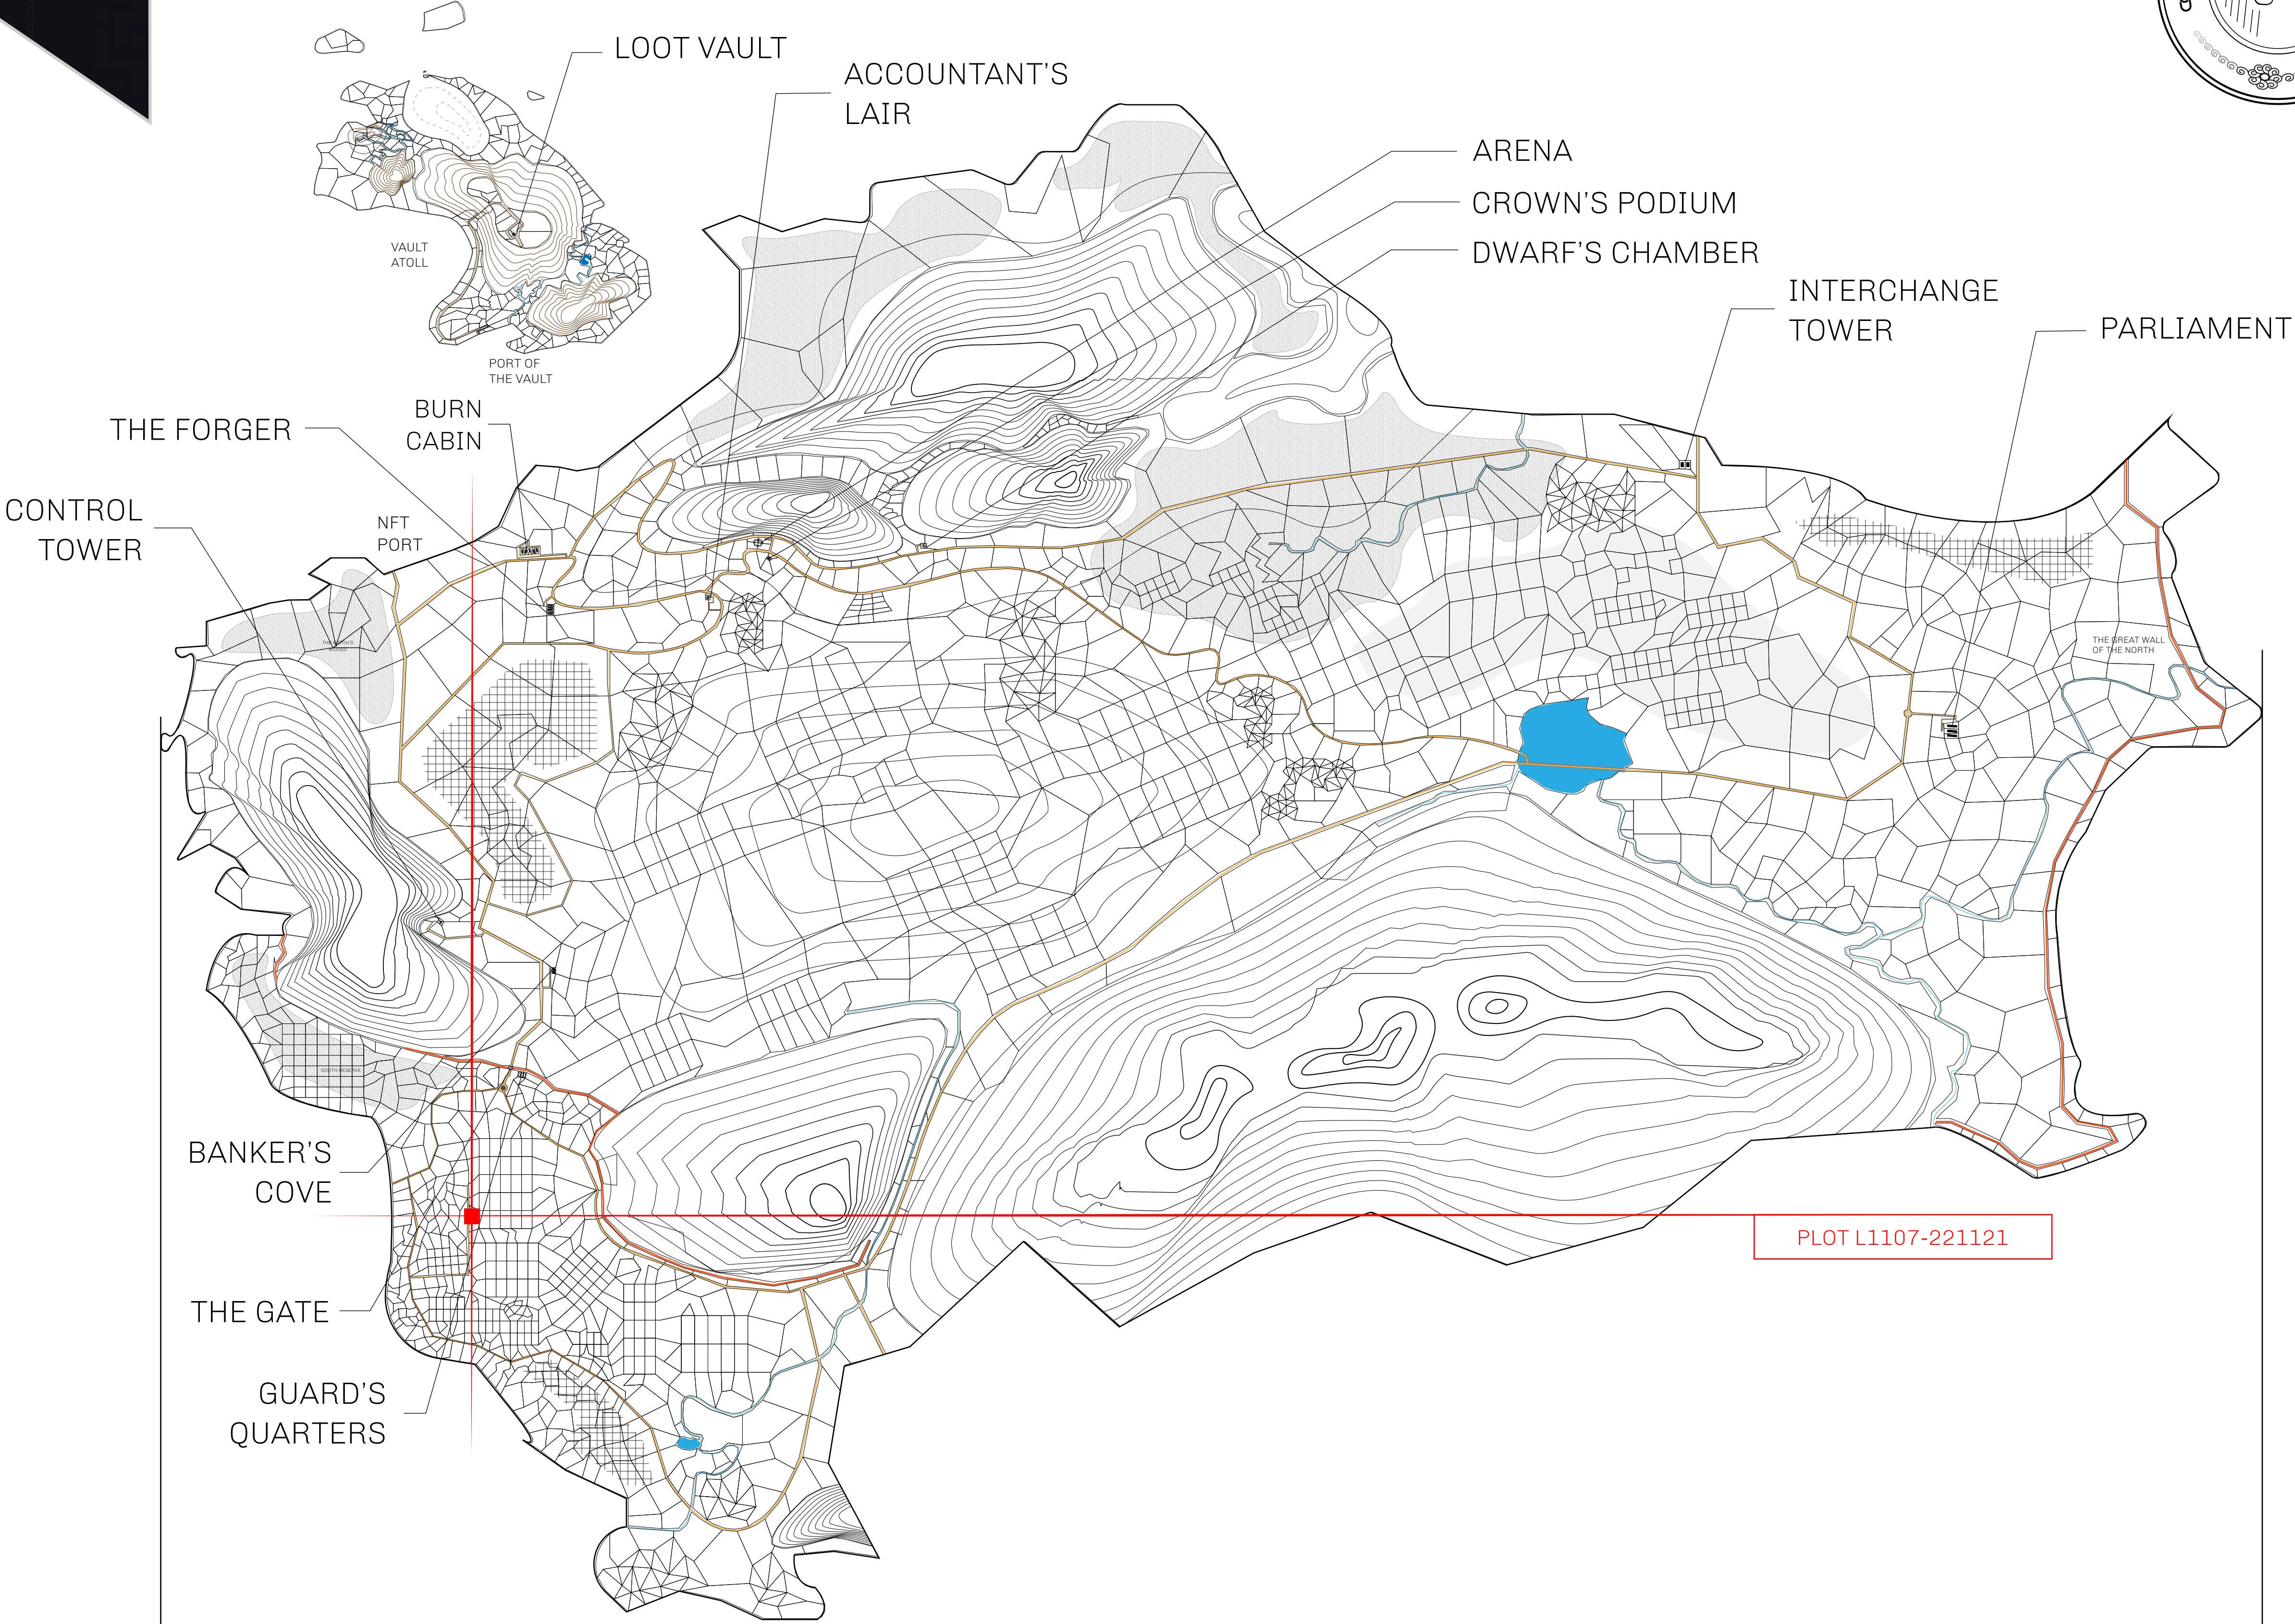 LOOT VAULT
ACCOUNTANT'S
LAIR
ARENA
CROWN'S PODIUM
DWARF'S CHAMBER
VAULT
ATOLL
INTERCHANGE
TOWER
PARLIAMENT
PORT OF
THE VAULT
BURN
CABIN
THE FORGER
CONTROL
TOWER
NFT
PORT
THE GREAT WALL
OF THE NORTH
SOUTH RESERVE
BANKER'S
COVE
PLOT L1107-221121
THE GATE
GUARD'S
QUARTERS